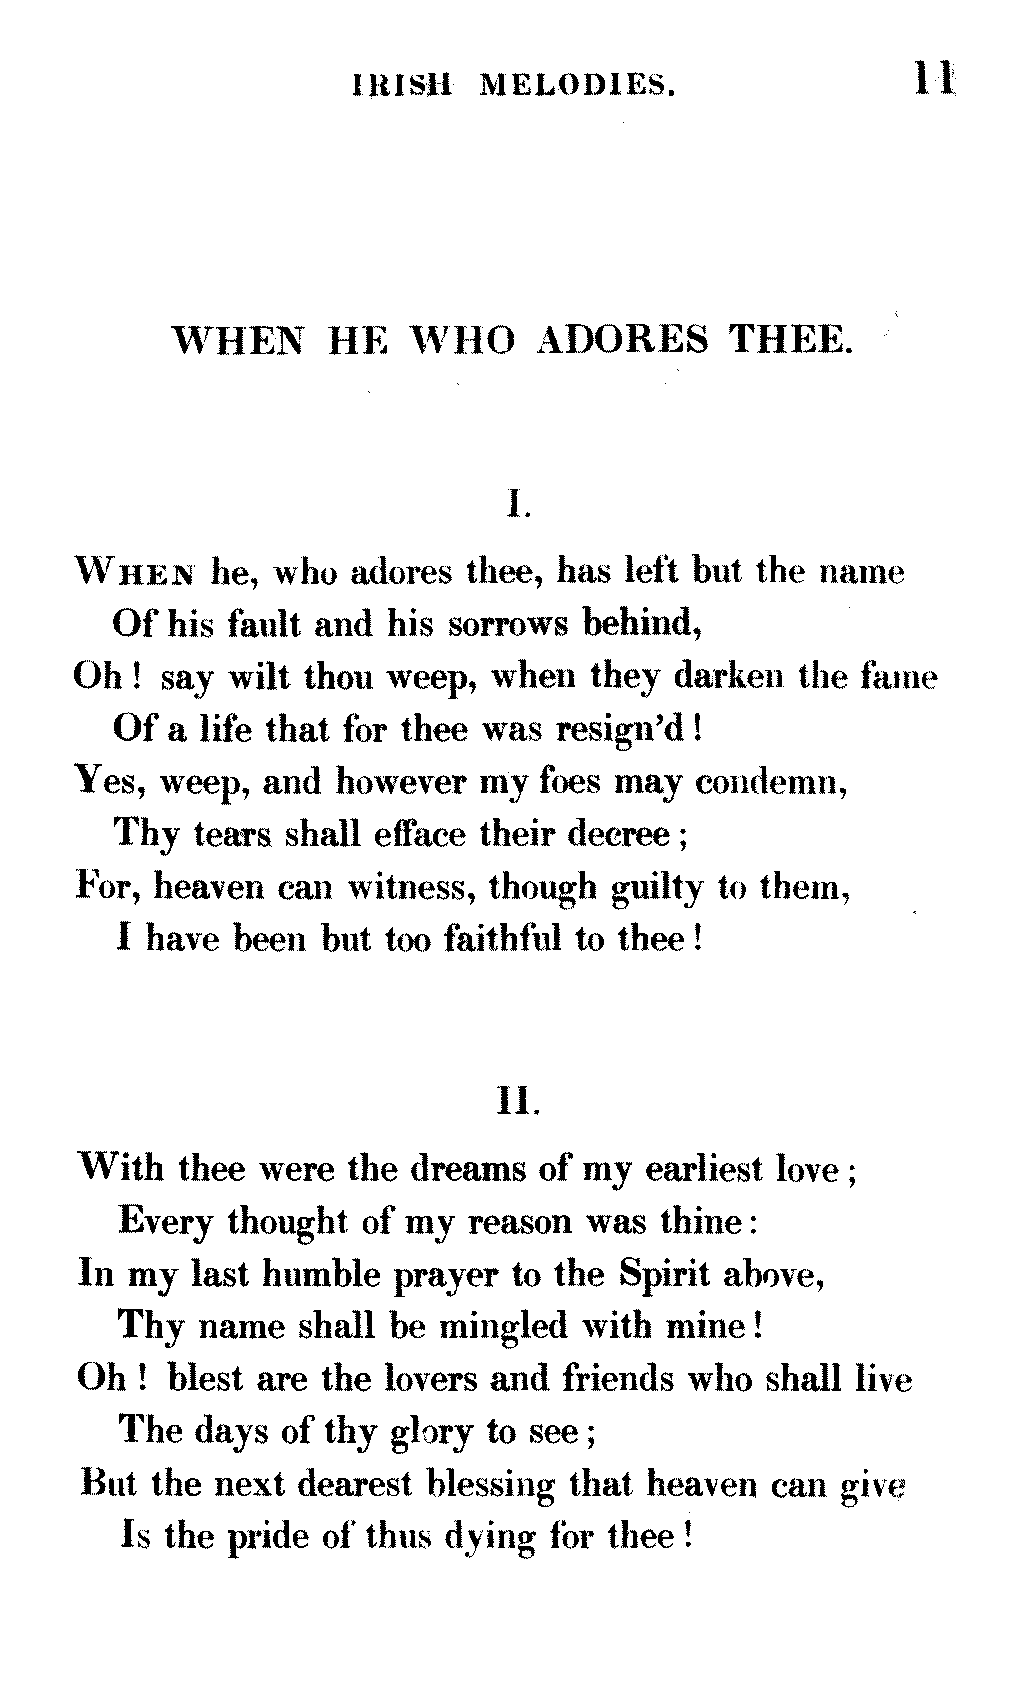 IRISH MELODIES. 11
WHEN HE WHO ADORES THEE.
I.
WHEN he, who adores thee, has left but the name
Of his fault and his sorrows behind,
Oh! say wilt thou weep, when they darken the fame
Of a life that for thee was resign'd!
Yes, weep, and however my foes may condemn,
Thy tears shall efface their decree;
For, heaven can witness, though guilty to them,
I have been but too faithful to thee!
II.
With thee were the dreams of my earliest love;
Every thought of my reason was thine:
In my last humble prayer to the Spirit above,
Thy name shall be mingled with mine!
Oh! blest are the lovers and friends who shall live
The days of thy glory to see;
But the next dearest blessing that heaven can give
Is the pride of thus dying for thee!